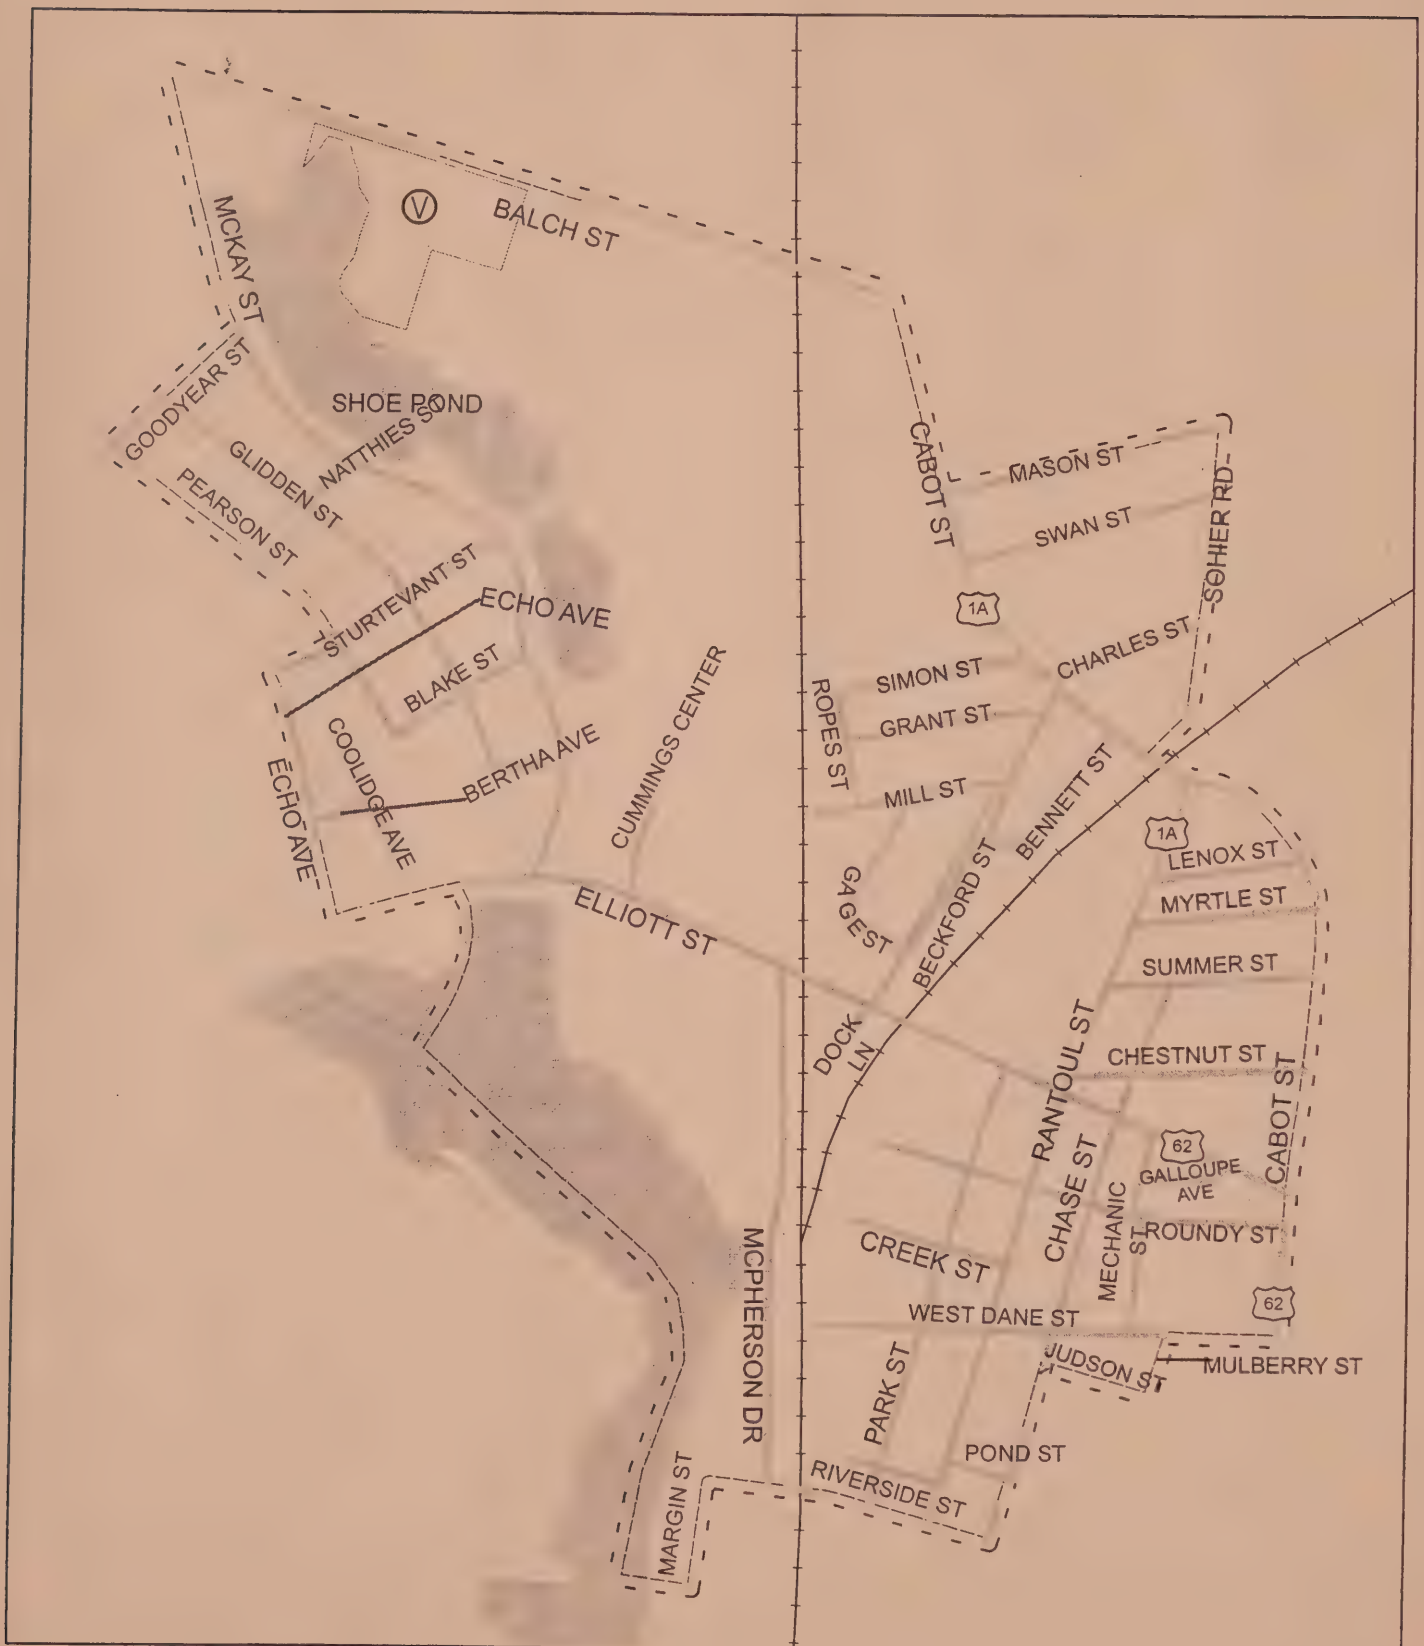 V
BALCH ST
MCKAY ST
GOODYEAR ST
SHOE POND
NATTHIES ST
GLIDDEN ST
PEARSON ST
CABOT ST
MASON ST
SWAN ST
SOHIER RD
STURTEVANT ST
ECHO AVE
1A
CHARLES ST
BLAKE ST
SIMON ST
ROPES ST
GRANT ST
COOLIDGE AVE
BERTHA AVE
CUMMINGS CENTER
ECHO AVE
MILL ST
BENNETT ST
BECKFORD ST
GAGE ST
1A
LENOX ST
MYRTLE ST
ELLIOTT ST
SUMMER ST
DOCK
LN
RANTOUL ST
CHESTNUT ST
CABOT ST
62
GALLOUPE
AVE
CHASE ST
MECHANIC
ST
ROUNDY ST
CREEK ST
MCPHERSON DR
62
WEST DANE ST
JUDSON ST
MULBERRY ST
PARK ST
POND ST
RIVERSIDE ST
MARGIN ST